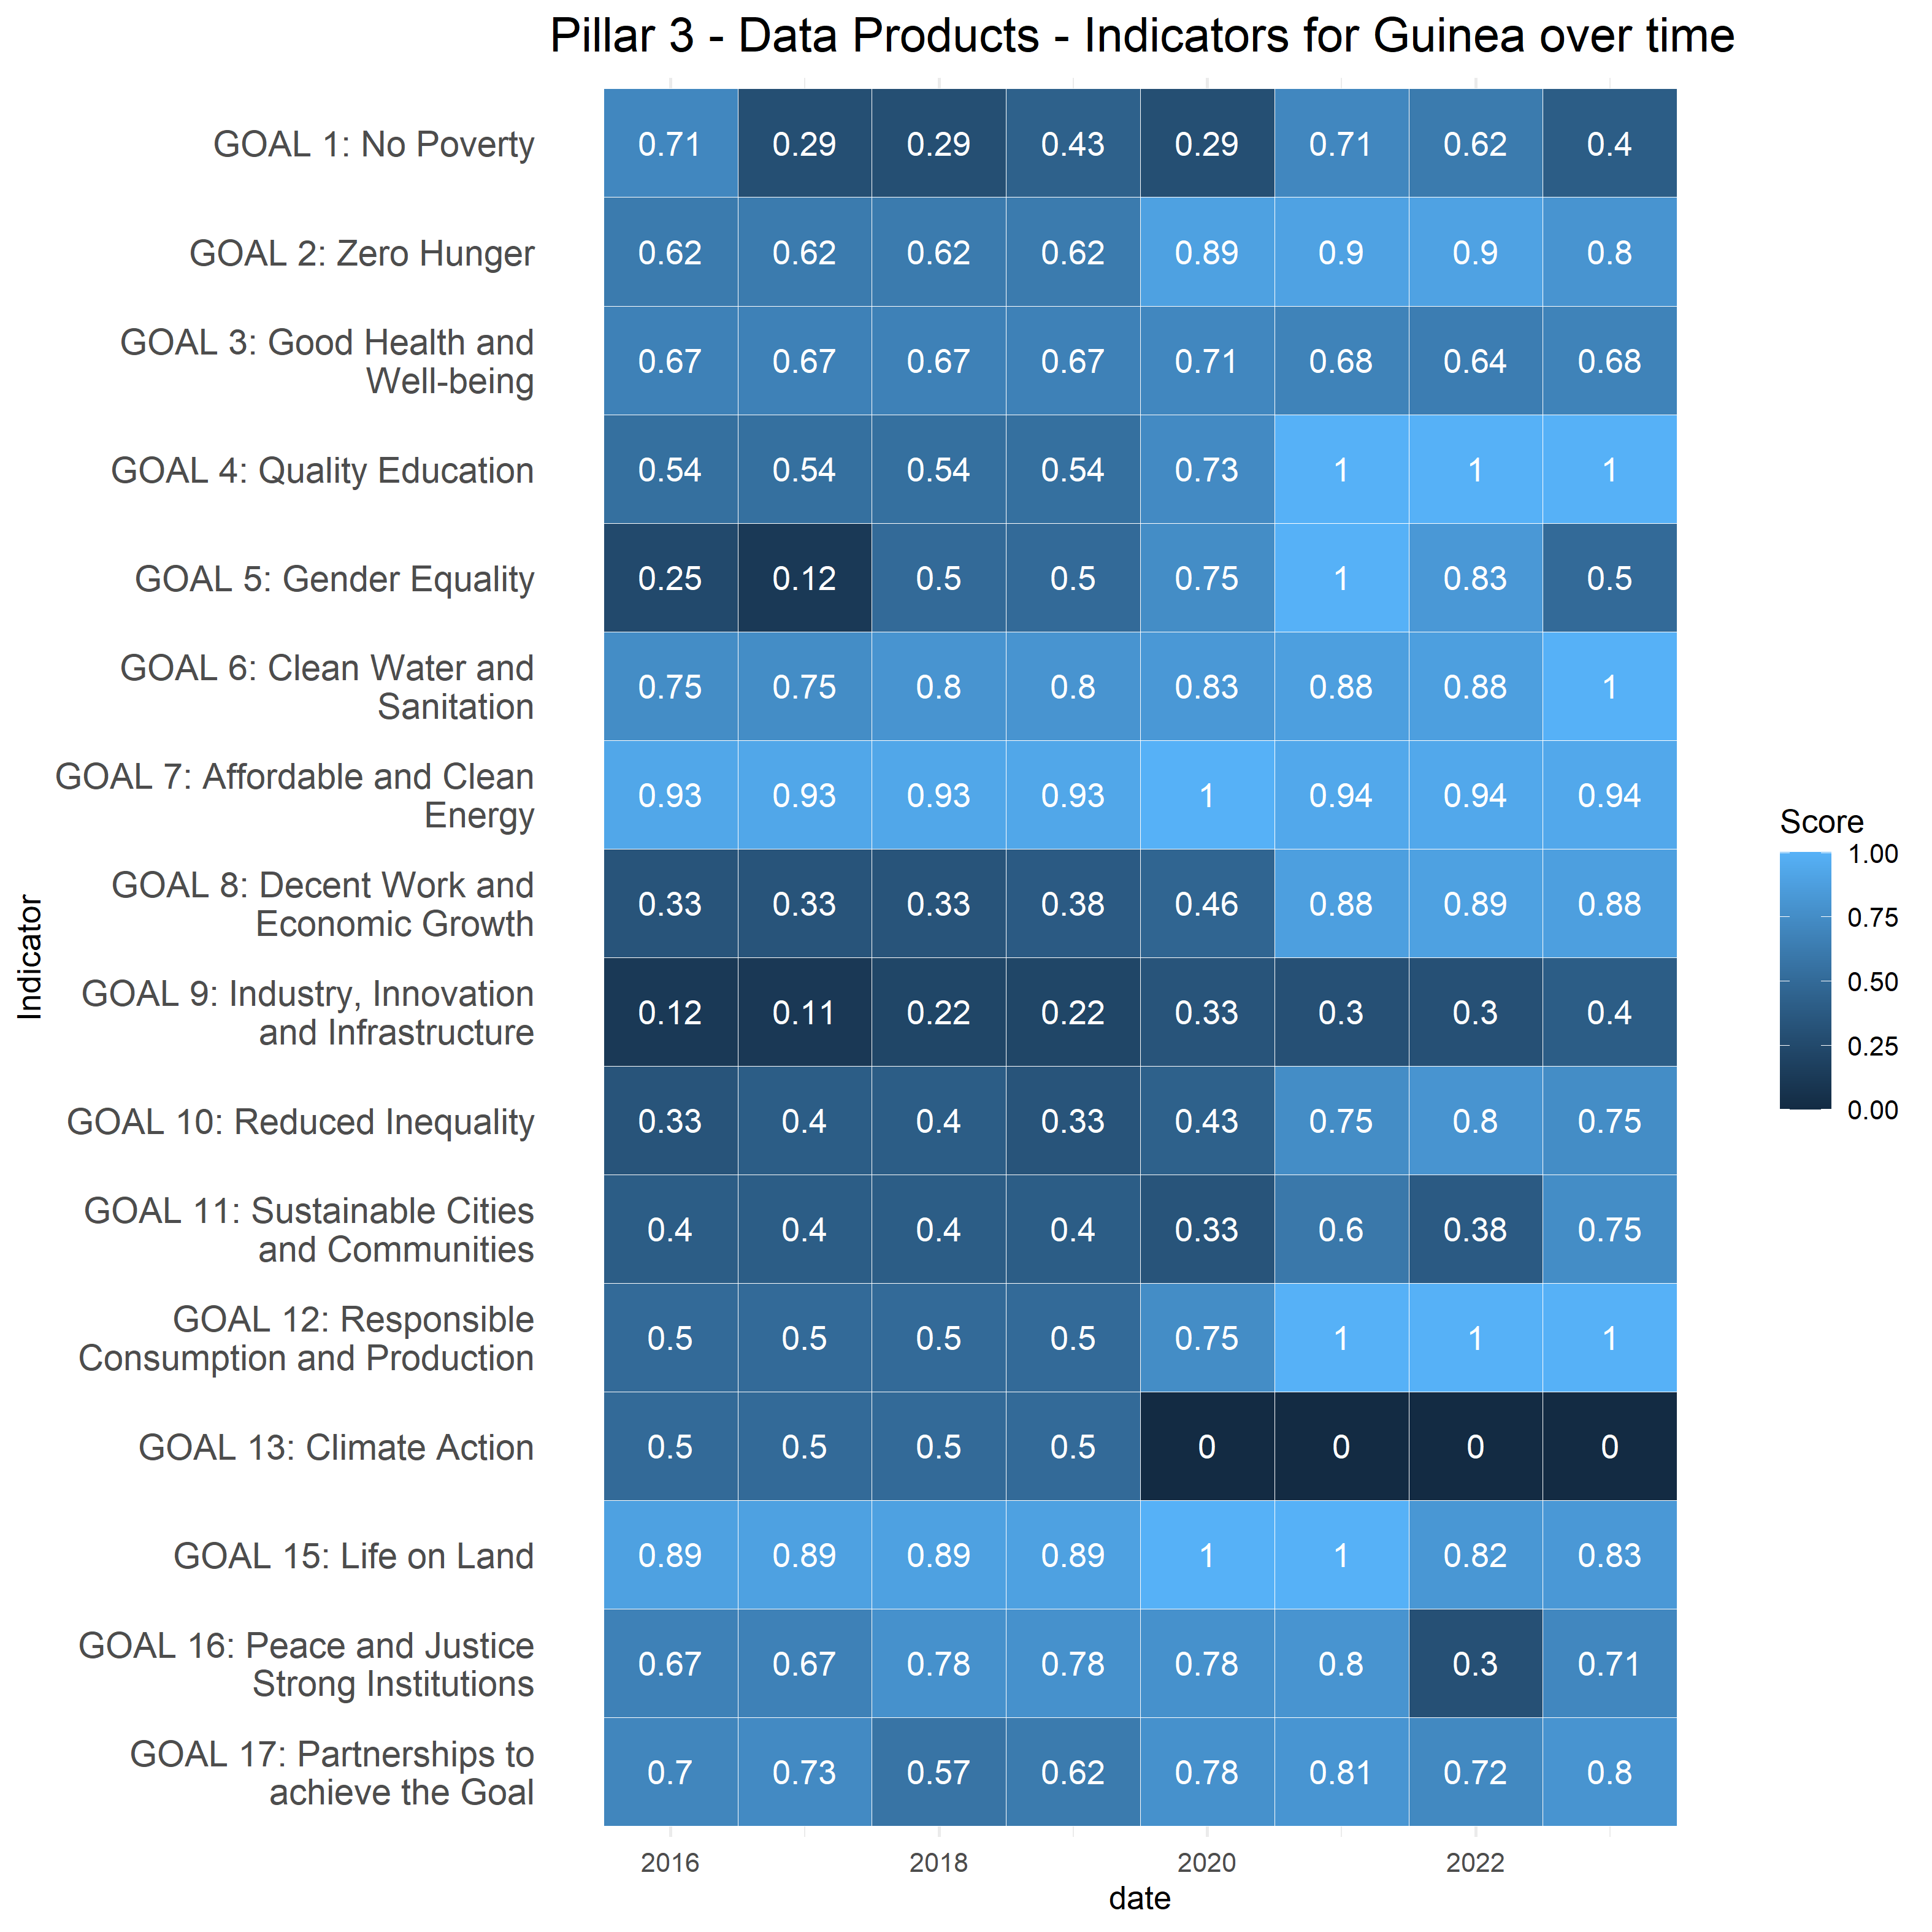 Pillar 3 - Data Products - Indicators for Guinea over time
GOAL 1: No Poverty
0.71 0.29 0.29 0.43 0.29 0.71 0.62 0.4
GOAL 2: Zero Hunger
0.62 0.62 0.62 0.62 0.89 0.9 0.9 0.8
GOAL 3: Good Health and
Well-being
0.67 0.67 0.67 0.67 0.71 0.68 0.64 0.68
GOAL 4: Quality Education
0.54 0.54 0.54 0.54 0.73 1 1 1
GOAL 5: Gender Equality
0.25 0.12 0.5 0.5 0.75 1 0.83 0.5
GOAL 6: Clean Water and
Sanitation
0.75 0.75 0.8 0.8 0.83 0.88 0.88 1
GOAL 7: Affordable and Clean
Energy
0.93 0.93 0.93 0.93 1 0.94 0.94 0.94
GOAL 8: Decent Work and
Economic Growth
0.33 0.33 0.33 0.38 0.46 0.88 0.89 0.88
GOAL 9: Industry, Innovation
and Infrastructure
0.12 0.11 0.22 0.22 0.33 0.3 0.3 0.4
GOAL 10: Reduced Inequality
0.33 0.4 0.4 0.33 0.43 0.75 0.8 0.75
GOAL 11: Sustainable Cities
and Communities
0.4 0.4 0.4 0.4 0.33 0.6 0.38 0.75
GOAL 12: Responsible
Consumption and Production
0.5 0.5 0.5 0.5 0.75 1 1 1
GOAL 13: Climate Action
0.5 0.5 0.5 0.5 0 0 0 0
GOAL 15: Life on Land
0.89 0.89 0.89 0.89 1 1 0.82 0.83
GOAL 16: Peace and Justice
Strong Institutions
0.67 0.67 0.78 0.78 0.78 0.8 0.3 0.71
GOAL 17: Partnerships to
achieve the Goal
0.7 0.73 0.57 0.62 0.78 0.81 0.72 0.8
2016 2018 2020 2022
date
Indicator
Score
1.00
0.75
0.50
0.25
0.00